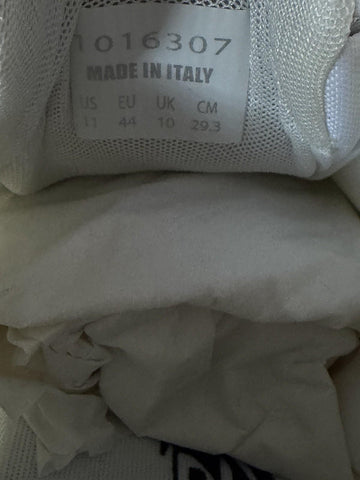 1016307
MADE IN ITALY
US EU UK CM
11 44 10 29.3